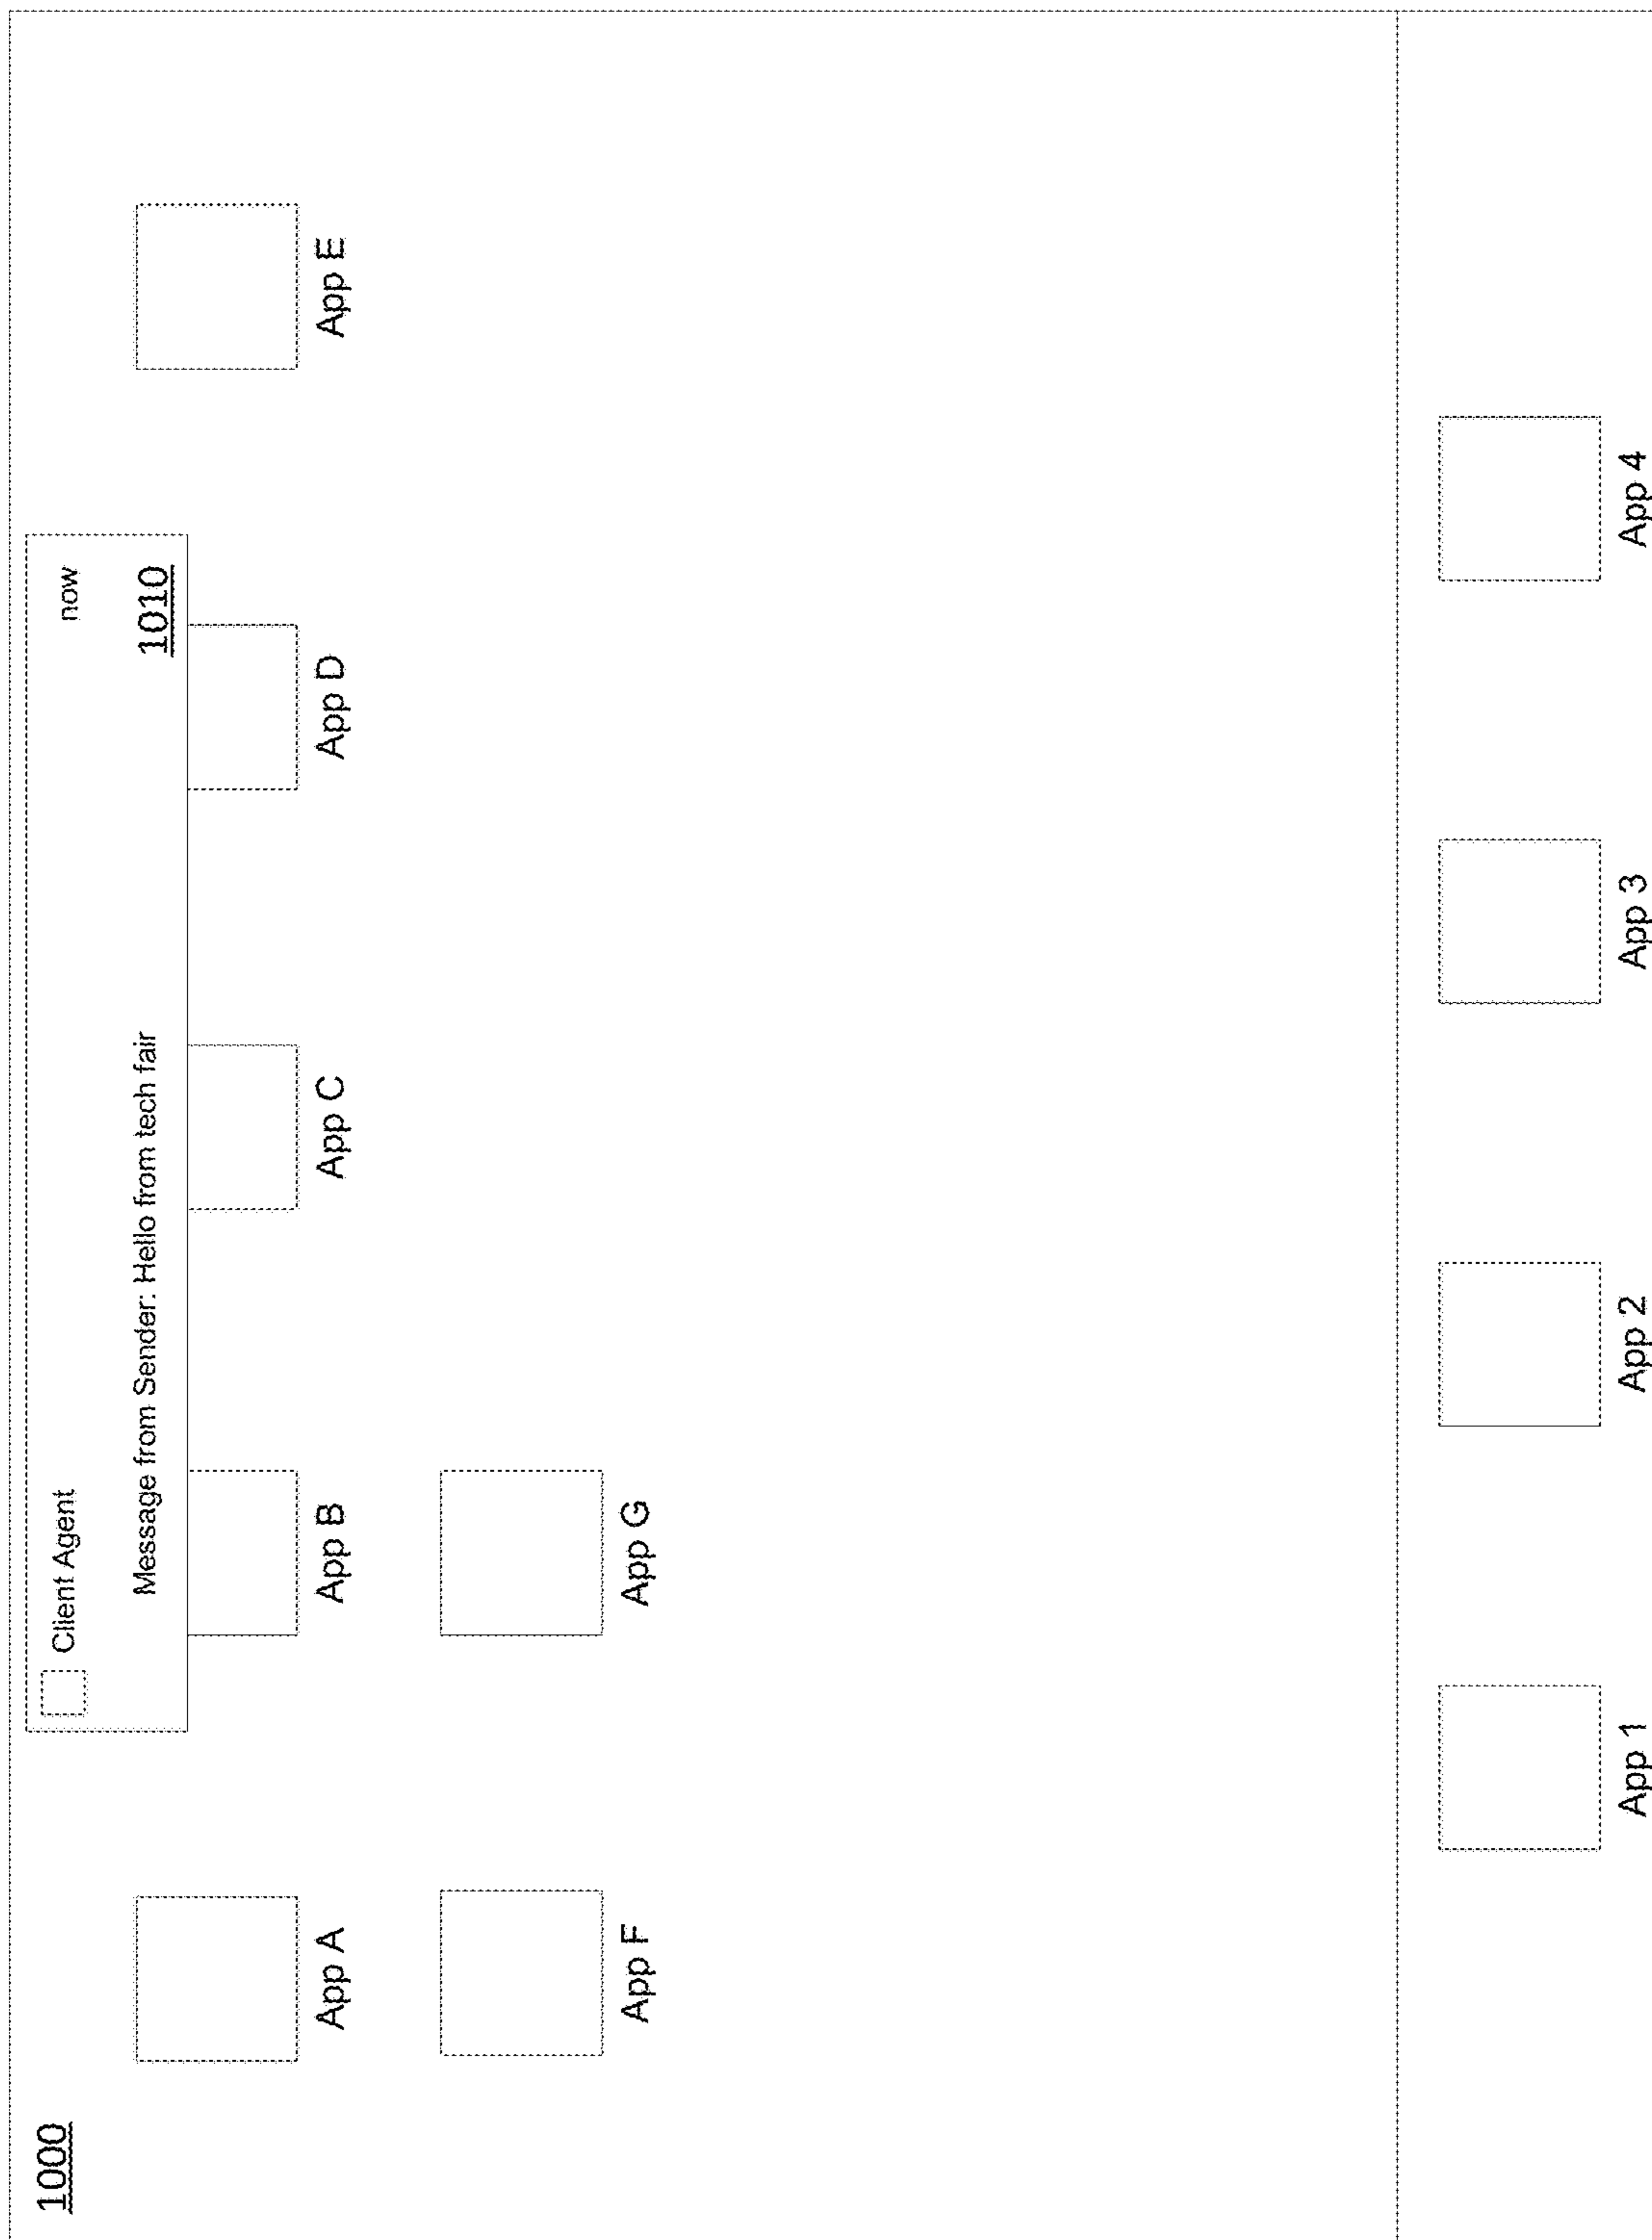 1000
Client Agent
now
Message from Sender: Hello from tech fair
1010
App A
App B
App C
App D
App E
App F
App G
App 1
App 2
App 3
App 4